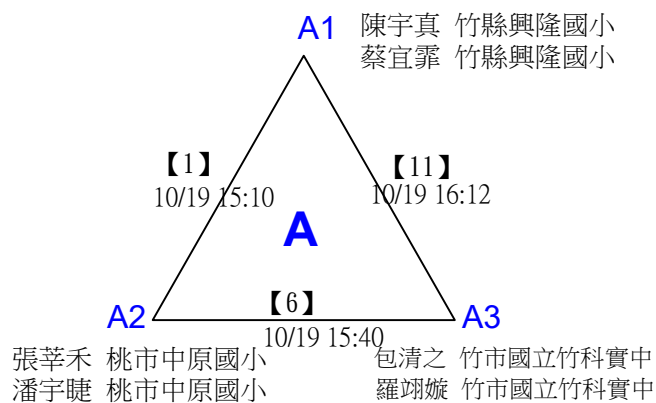 A1
陳宇真 竹縣興隆國小
蔡宜霏 竹縣興隆國小
【1】
10/19 15:10
【11】
10/19 16:12
A
A2
【6】
10/19 15:40
A3
張莘禾 桃市中原國小
潘宇睫 桃市中原國小
包清之 竹市國立竹科實中
羅翊嫙 竹市國立竹科實中